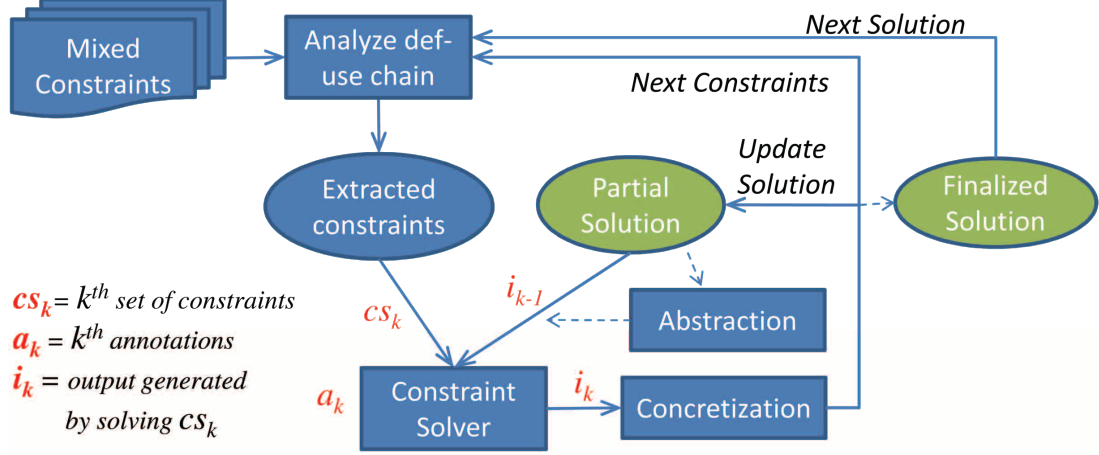 Mixed
Constraints
Analyze def-
use chain
Next Solution
Next Constraints
Update
Solution
Extracted
constraints
Partial
Solution
Finalized
Solution
cs_k = k^th set of constraints
a_k = k^th annotations
i_k = output generated
by solving cs_k
cs_k
i_k-1
Abstraction
a_k
Constraint
Solver
i_k
Concretization